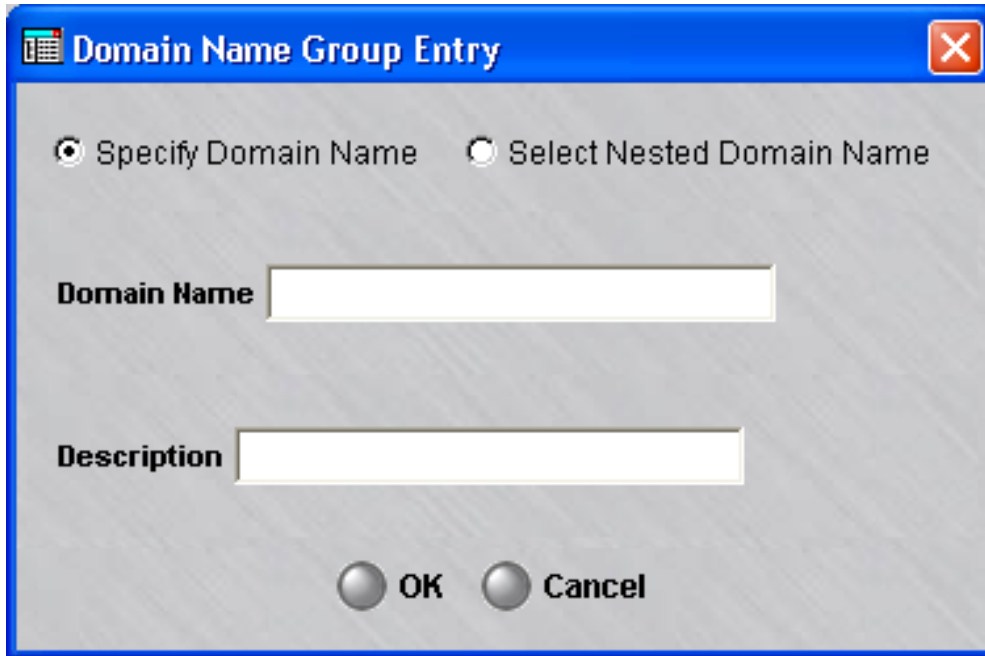 Domain Name Group Entry
Specify Domain Name Select Nested Domain Name
Domain Name
Description
OK Cancel